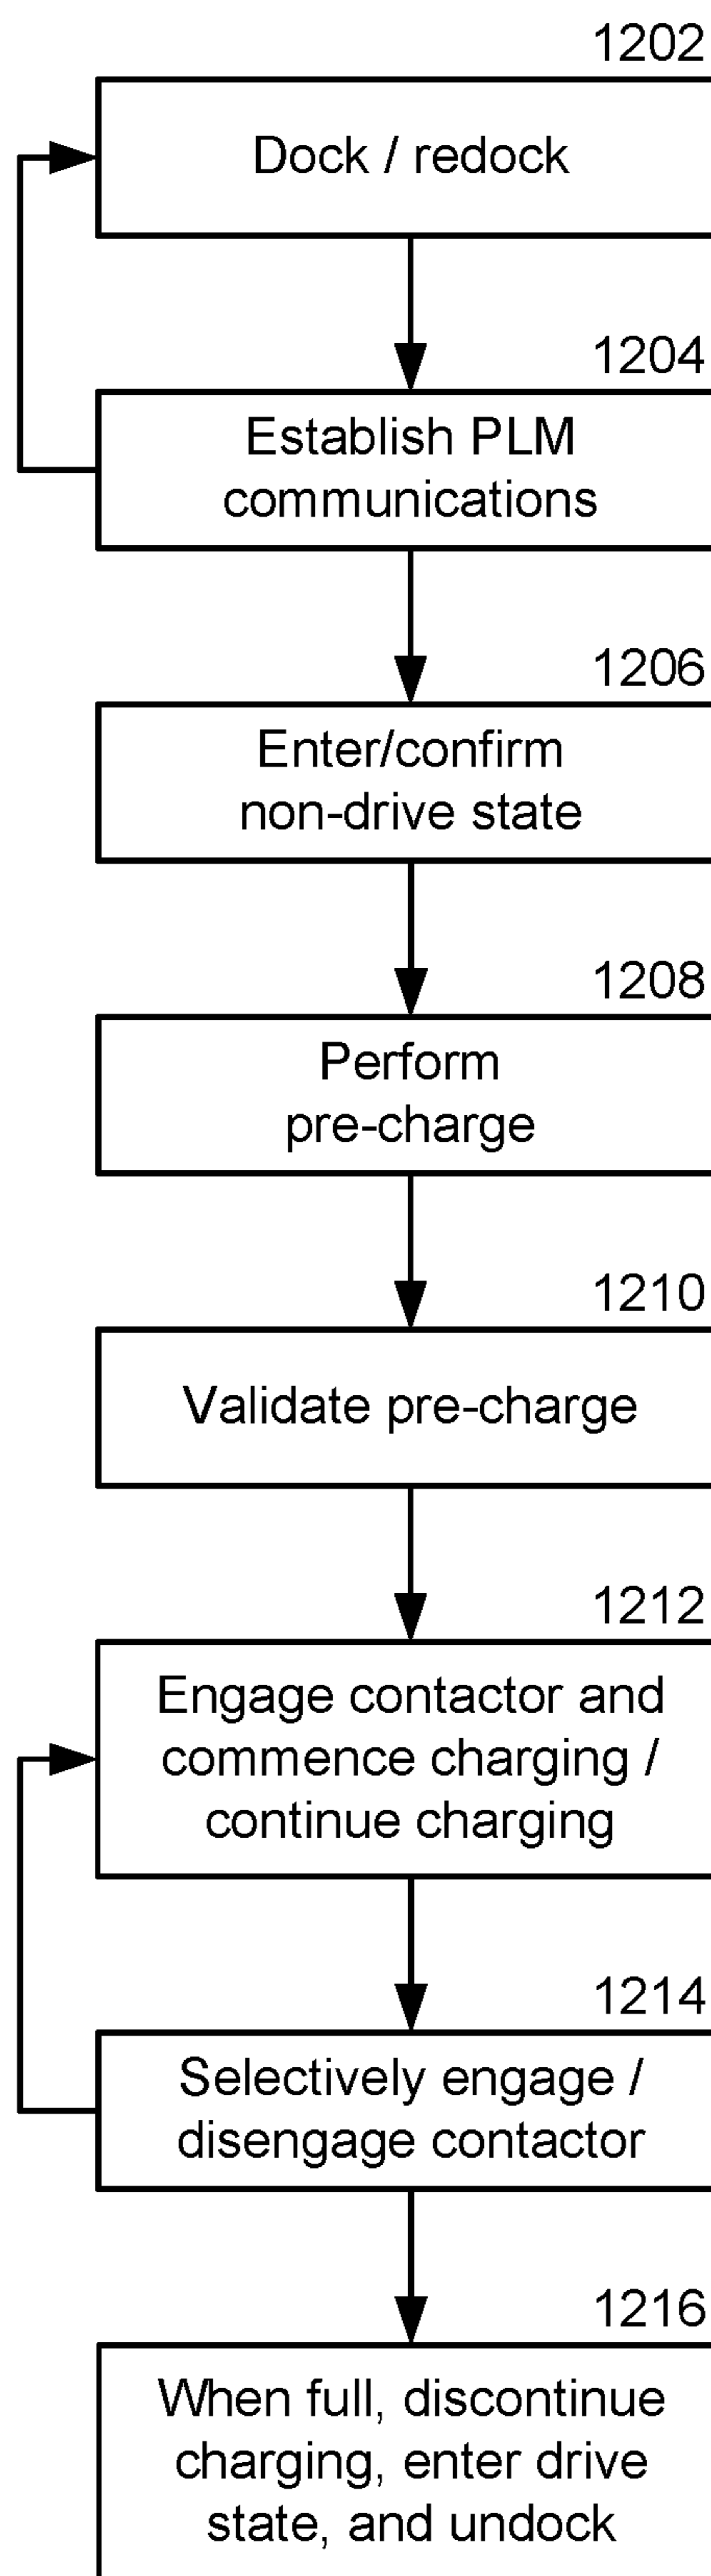 1202
Dock / redock
1204
Establish PLM
communications
1206
Enter/confirm
non-drive state
1208
Perform
pre-charge
1210
Validate pre-charge
1212
Engage contactor and
commence charging /
continue charging
1214
Selectively engage /
disengage contactor
1216
When full, discontinue
charging, enter drive
state, and undock